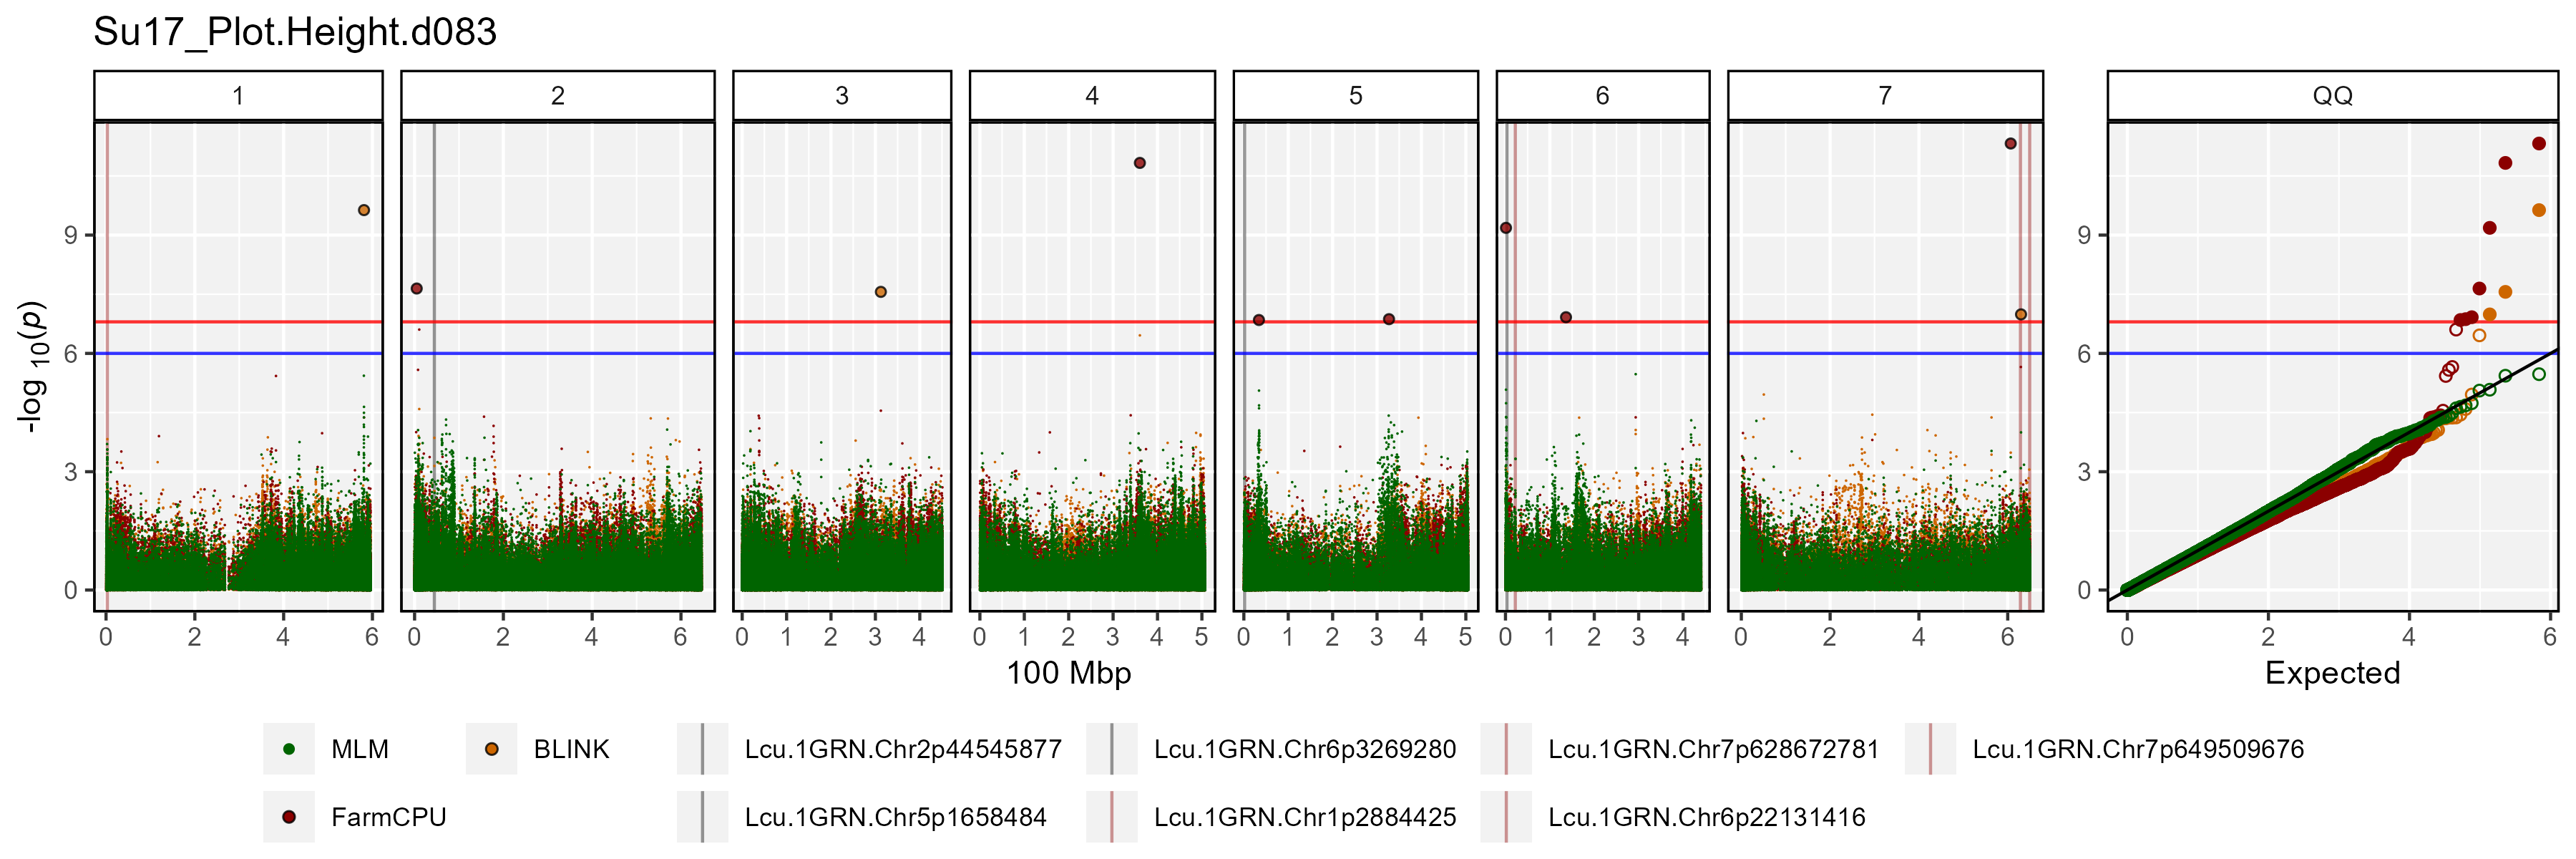 Su17_Plot.Height.d083
1 2 3 4 5 6 7 QQ
-log 10(p)
9
6
3
0
9
6
3
0
0 2 4 6 0 2 4 6 0 1 2 3 4 0 1 2 3 4 5 0 1 2 3 4 5 0 1 2 3 4 0 2 4 6 0 2 4 6
100 Mbp Expected
MLM BLINK Lcu.1GRN.Chr2p44545877 Lcu.1GRN.Chr6p3269280 Lcu.1GRN.Chr7p628672781 Lcu.1GRN.Chr7p649509676
FarmCPU Lcu.1GRN.Chr5p1658484 Lcu.1GRN.Chr1p2884425 Lcu.1GRN.Chr6p22131416